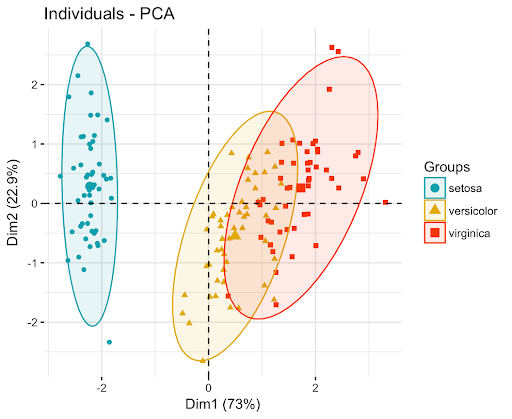 Individuals - PCA
Dim2 (22.9%)
2
1
0
-1
-2
-2
0
2
Dim1 (73%)
Groups
setosa
versicolor
virginica